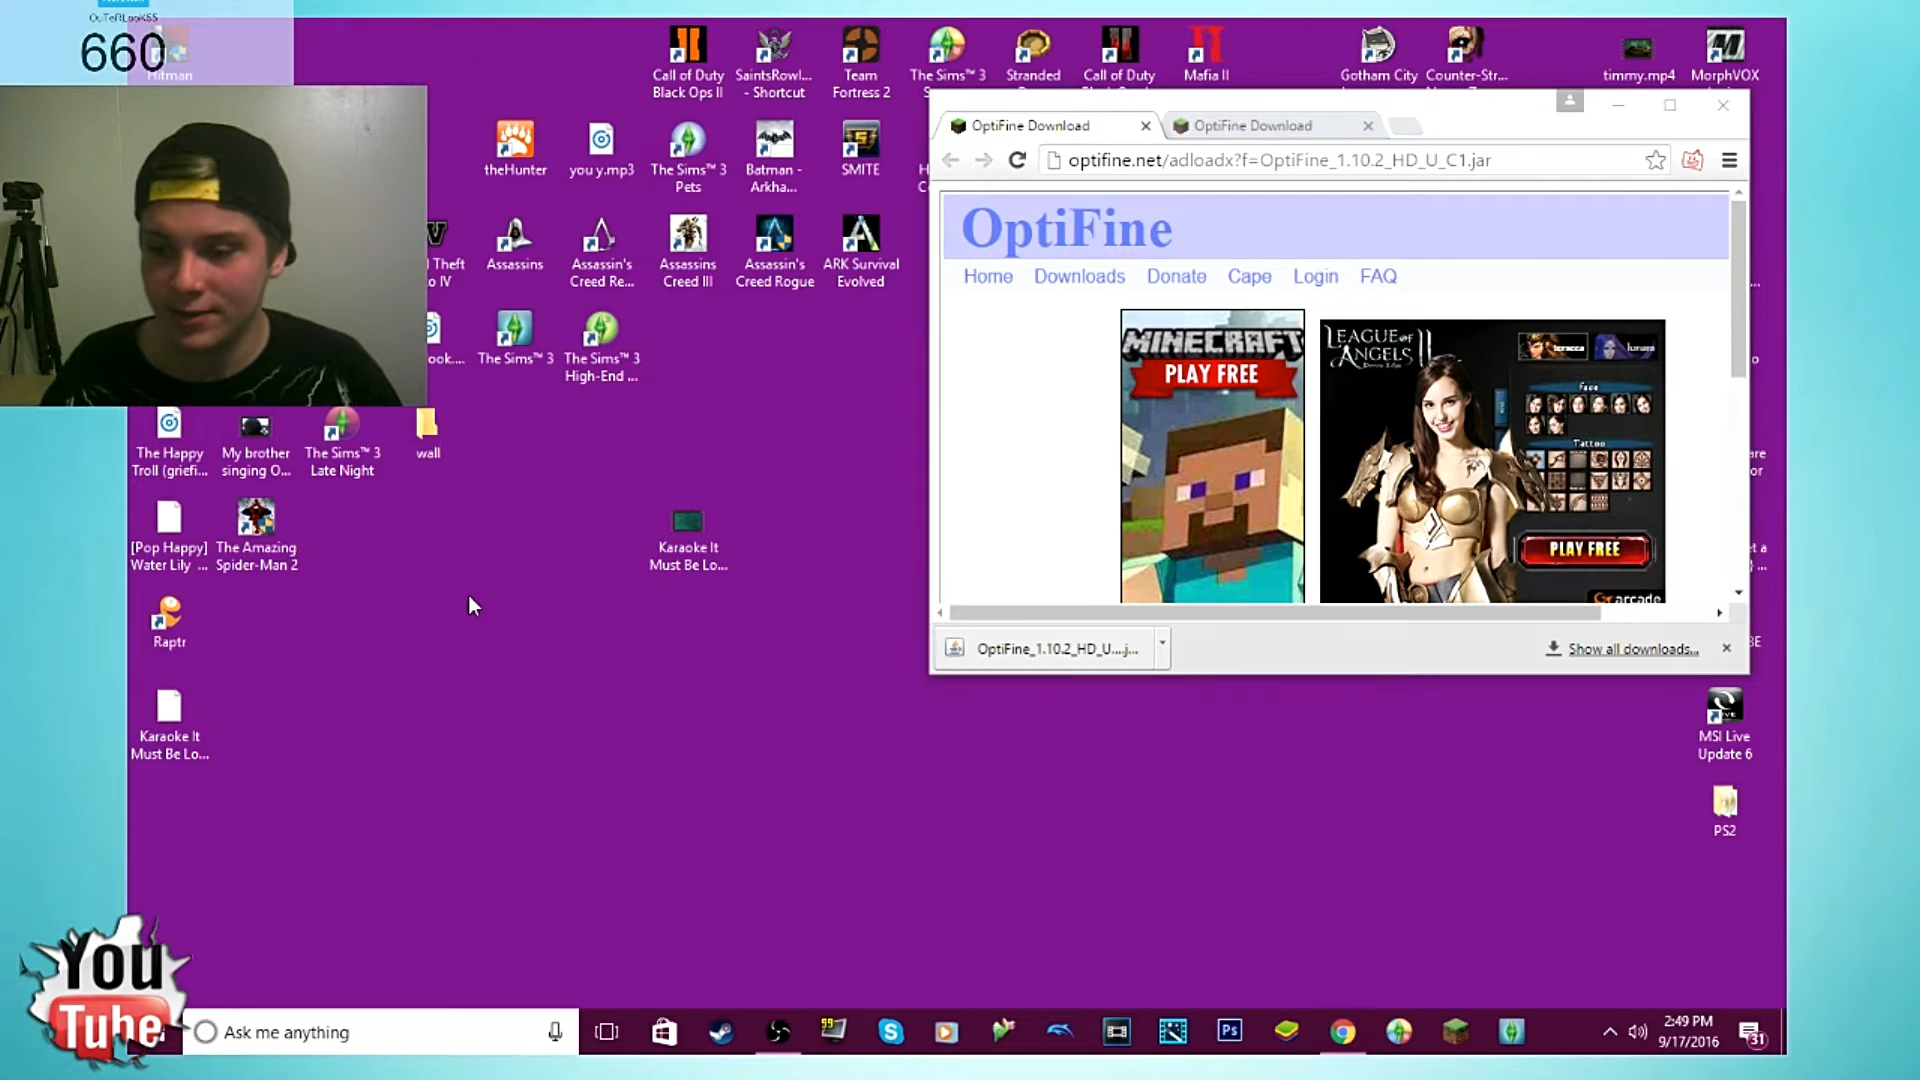 OuTeRLooK55
660
Hitman
Call of Duty
Black Ops II
SaintsRowI...
- Shortcut
Team
Fortress 2
The Sims™ 3
Stranded
Call of Duty
Mafia II
Gotham City
Counter-Str...
timmy.mp4
MorphVOX
OptiFine Download
OptiFine Download
optifine.net/adloadx?f=OptiFine_1.10.2_HD_U_C1.jar
theHunter
you y.mp3
The Sims™ 3
Pets
Batman -
Arkha...
SMITE
OptiFine
Home
Downloads
Donate
Cape
Login
FAQ
Theft
o IV
Assassins
Assassin's
Creed Re...
Assassins
Creed III
Assassin's
Creed Rogue
ARK Survival
Evolved
MINECRAFT
PLAY FREE
LEAGUE OF
ANGELS II
Face
Tattoo
PLAY FREE
arcade
ook....
The Sims™ 3
The Sims™ 3
High-End ...
The Happy
Troll (griefi...
My brother
singing O...
The Sims™ 3
Late Night
wall
[Pop Happy]
Water Lily ...
The Amazing
Spider-Man 2
Karaoke It
Must Be Lo...
Raptr
OptiFine_1.10.2_HD_U....j...
Show all downloads...
Karaoke It
Must Be Lo...
MSI Live
Update 6
PS2
You
Tube
Ask me anything
99
Ps
2:49 PM
9/17/2016
31